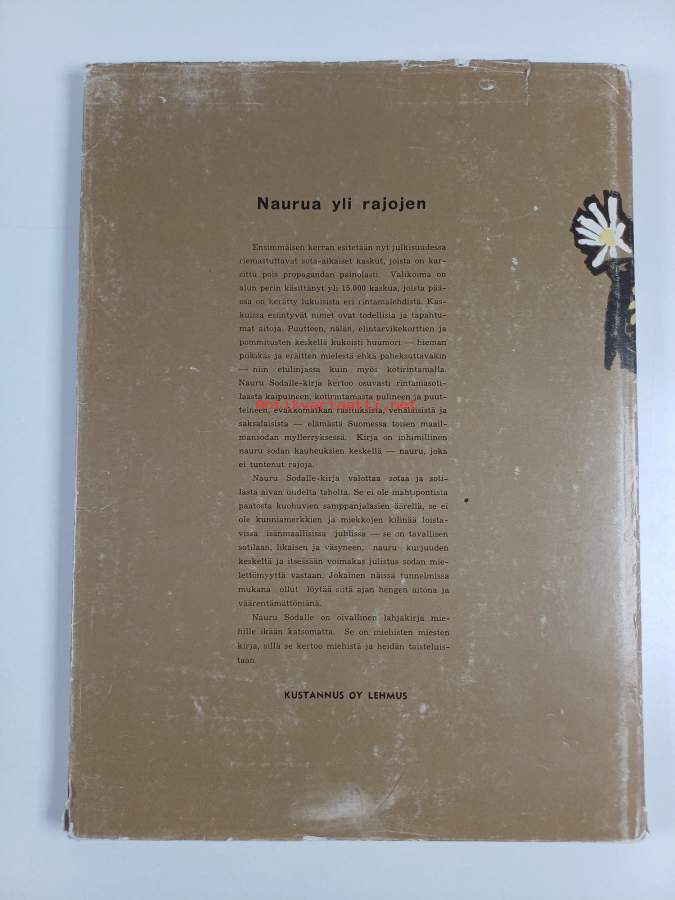 Naurua yli rajojen
Ensimmäisen kerran esitetään nyt julkisuudessa
riemastuttavat sota-aikaiset kaskut, joista on kar-
sittu pois propagandan painolasti. Valikoima on
alun perin käsittänyt yli 15.000 kaskua, joista pää-
osa on kerätty lukuisista eri rintamalehdistä. Kas-
kuissa esiintyvät nimet ovat todellisia ja tapahtu-
mat aitoja. Puutteen, nälän, elintarvikekorttien ja
pommitusten keskellä kukoisti huumori — hieman
piikikäs ja eräitten mielestä ehkä paheksuttavakin
— niin etulinjassa kuin myös kotirintamalla.
Nauru Sodalle-kirja kertoo osuvasti rintamasoti-
laasta kaipuineen, kotirintamasta pulineen ja puut-
teineen, evakkomatkan rasituksista, venäläisistä ja
antikvariaatti.net
saksalaisista — elämästä Suomessa toisen maail-
mansodan myllerryksessä. Kirja on inhimillinen
nauru sodan kauheuksien keskellä — nauru, joka
ei tuntenut rajoja.
Nauru Sodalle-kirja valottaa sotaa ja soti-
lasta aivan uudelta taholta. Se ei ole mahtipontista
paatosta kuohuvien samppanjalasien äärellä, se ei
ole kunniamerkkien ja miekkojen kilinää loista-
vissa isänmaallisissa juhlissa — se on tavallisen
sotilaan, likaisen ja väsyneen, nauru kurjuuden
keskeltä ja itsessään voimakas julistus sodan mie-
lettömyyttä vastaan. Jokainen näissä tunnelmissa
mukana ollut löytää siitä ajan hengen aitona ja
väärentämättömänä.
Nauru Sodalle on oivallinen lahjakirja mie-
hille ikään katsomatta. Se on miehisten miesten
kirja, sillä se kertoo miehistä ja heidän taisteluis-
taan.
KUSTANNUS OY LEHMUS